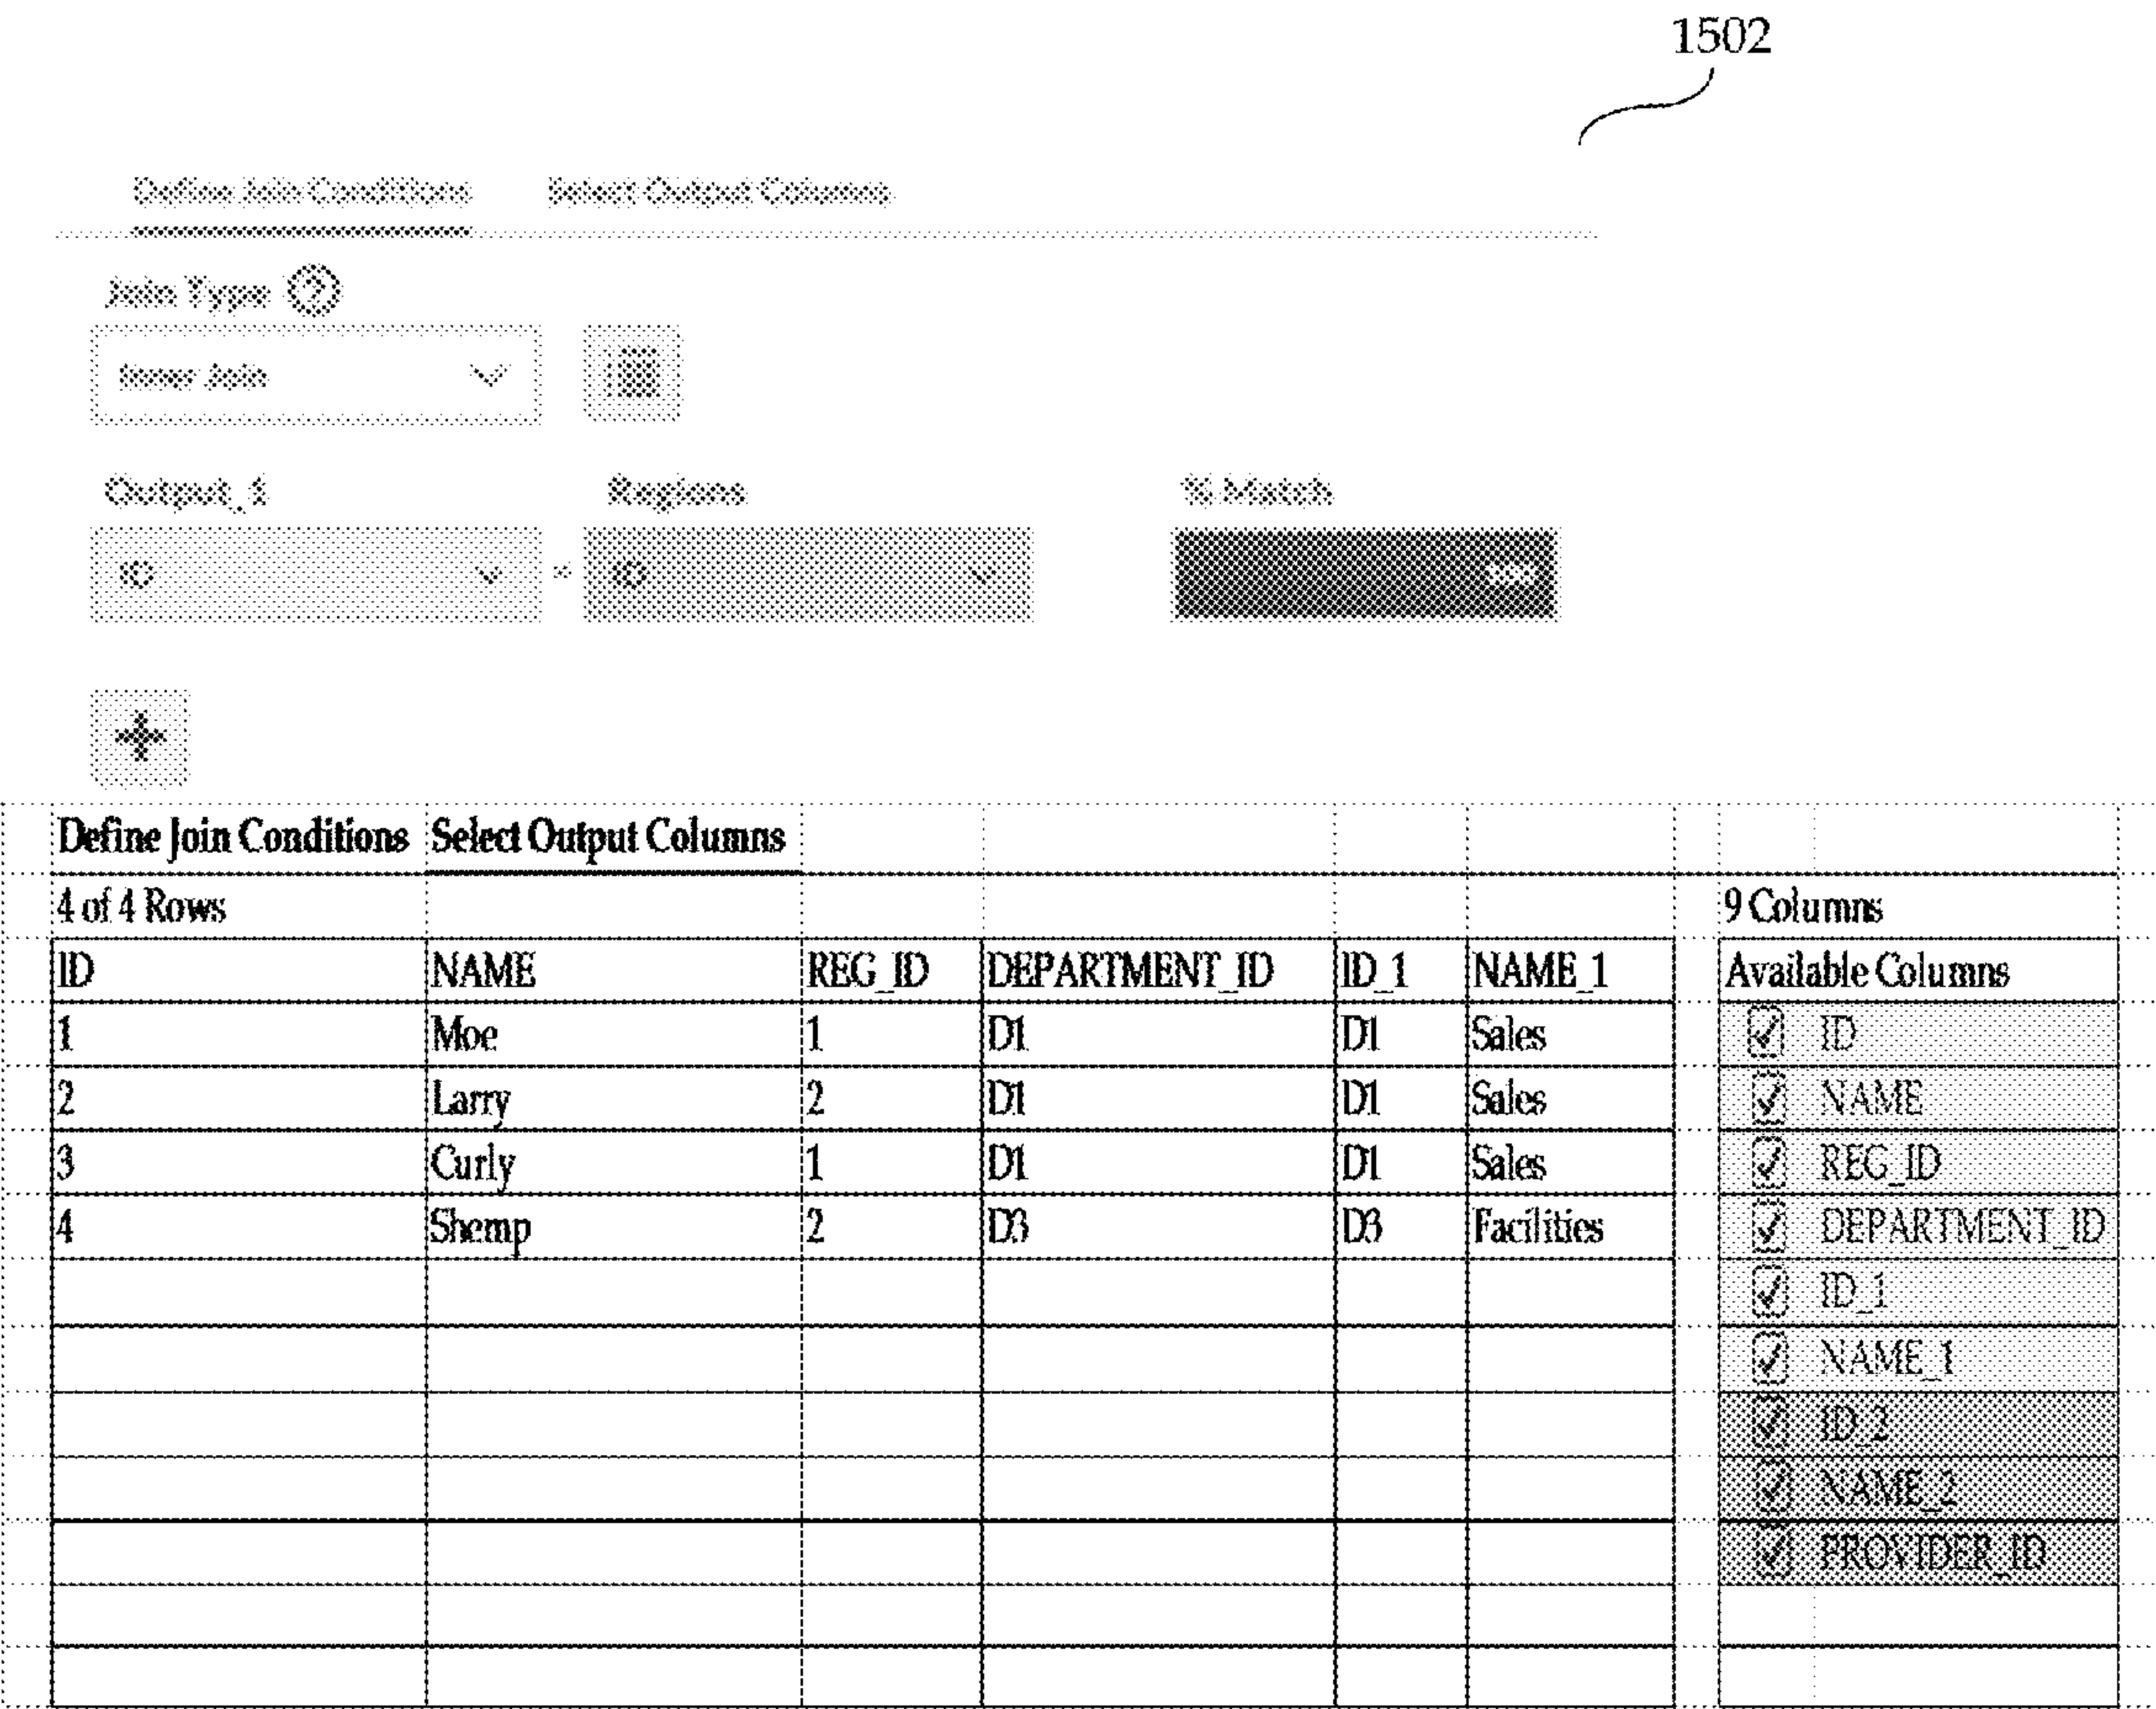 1502
Define Join Conditions Select Output Columns
Join Type ?
Inner Join
Output_1 Regions % Match
ID = ID
+
Define Join Conditions Select Output Columns
4 of 4 Rows 9 Columns
ID NAME REG_ID DEPARTMENT_ID ID_1 NAME_1 Available Columns
1 Moe 1 D1 D1 Sales ID
2 Larry 2 D1 D1 Sales NAME
3 Curly 1 D1 D1 Sales REG_ID
4 Shemp 2 D3 D3 Facilities DEPARTMENT_ID
ID_1
NAME_1
ID_2
NAME_2
PROVIDER_ID